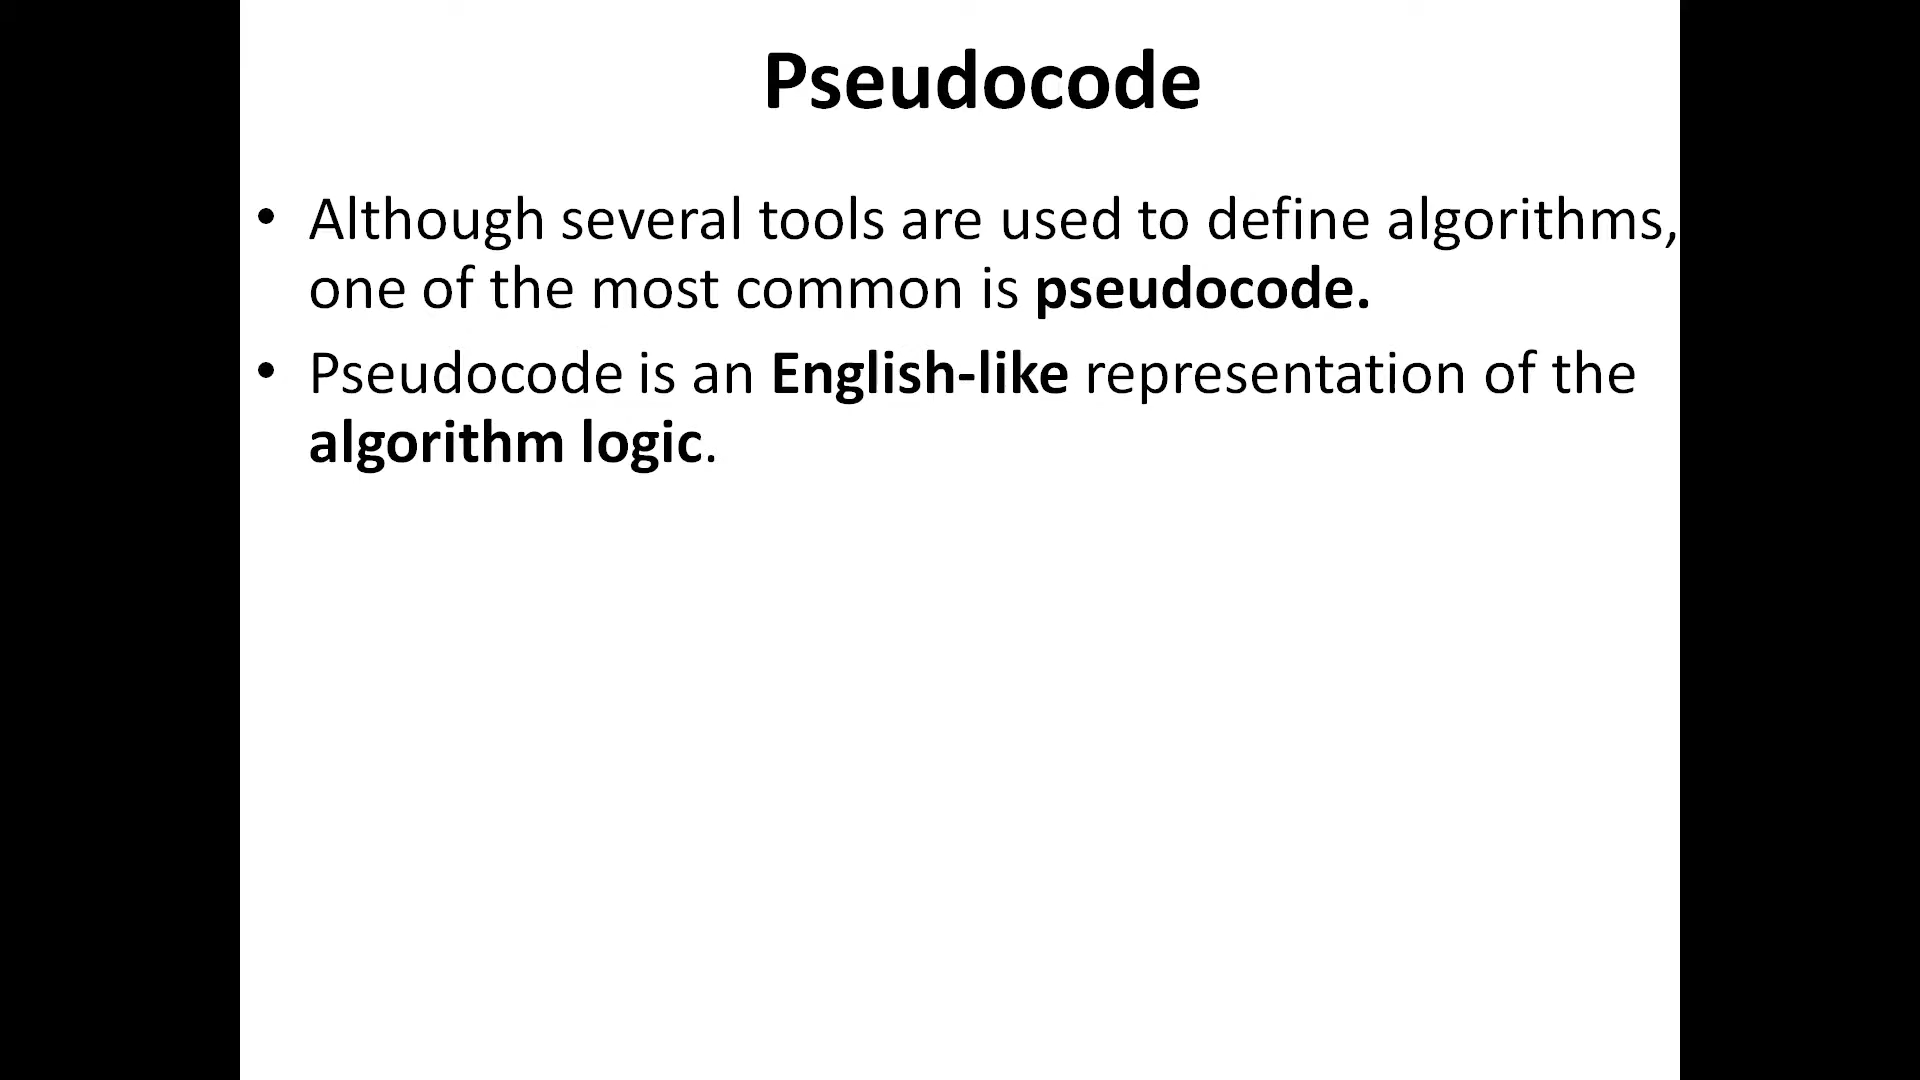 Pseudocode
• Although several tools are used to define algorithms,
one of the most common is pseudocode.
• Pseudocode is an English-like representation of the
algorithm logic.